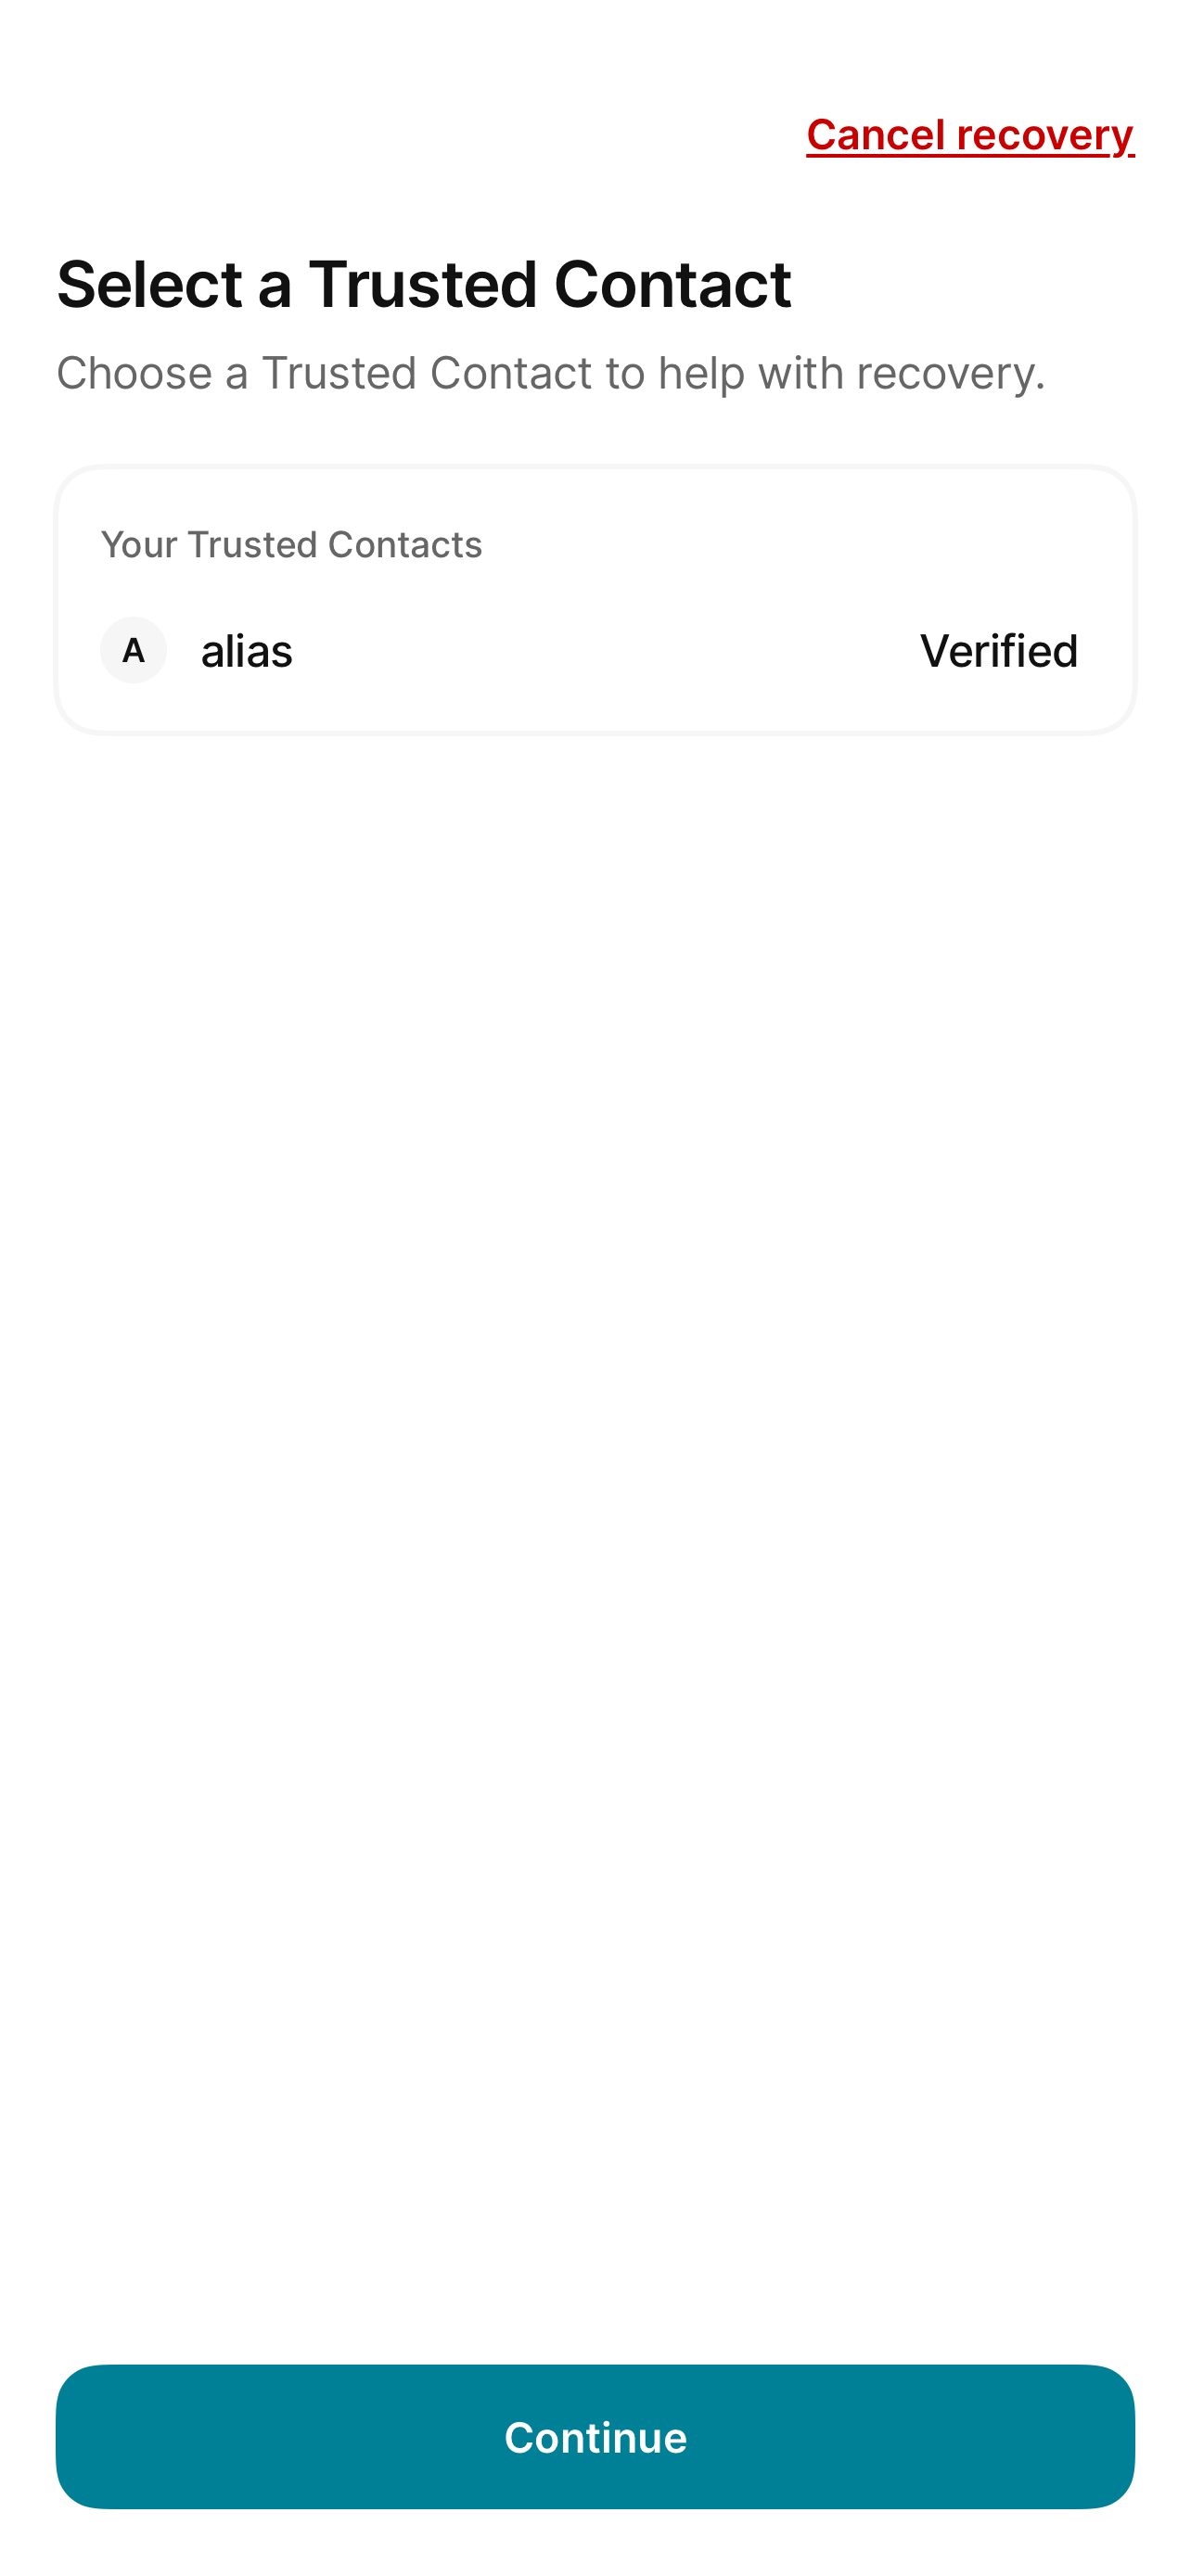 Cancel recovery
Select a Trusted Contact
Choose a Trusted Contact to help with recovery.
Your Trusted Contacts
A alias Verified
Continue